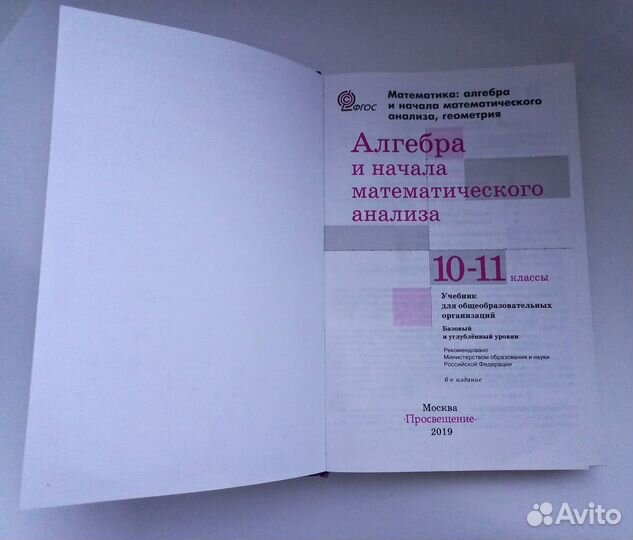 ФГОС
Математика: алгебра
и начала математического
анализа, геометрия
Алгебра
и начала
математического
анализа
10-11 классы
Учебник
для общеобразовательных
организаций
Базовый
и углублённый уровни
Рекомендовано
Министерством образования и науки
Российской Федерации
6-е издание
Москва
·Просвещение·
2019
Avito